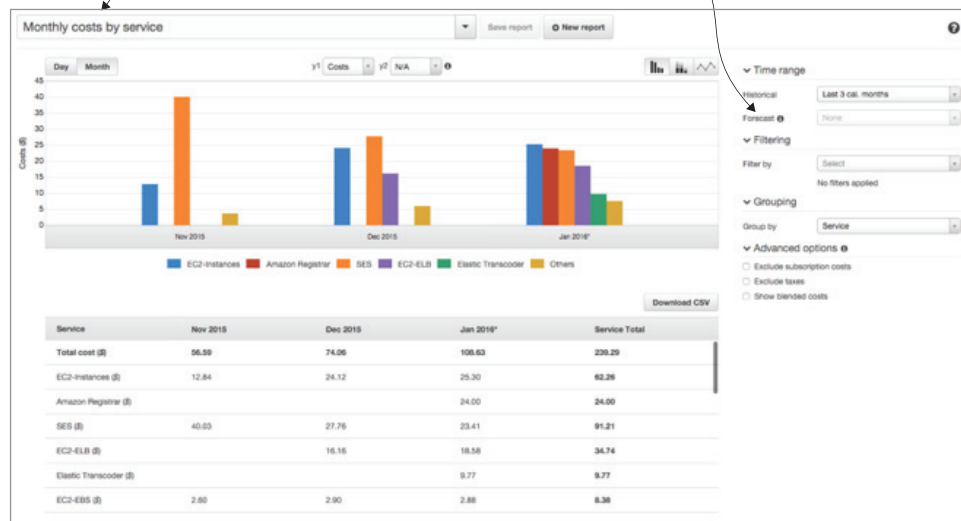 Monthly costs by service
Save report
New report
Day Month
y1 Costs y2 N/A
Time range
Historical Last 3 cal. months
Forecast None
Filtering
Filter by Select
No filters applied
Grouping
Group by Service
Advanced options
Exclude subscription costs
Exclude taxes
Show blended costs
Costs ($)
45
40
35
30
25
20
15
10
5
0
Nov 2015 Dec 2015 Jan 2016*
EC2-Instances Amazon Registrar SES EC2-ELB Elastic Transcoder Others
Download CSV
Service Nov 2015 Dec 2015 Jan 2016* Service Total
Total cost ($) 56.59 74.06 108.63 239.29
EC2-Instances ($) 12.84 24.12 25.30 62.26
Amazon Registrar ($) 24.00 24.00
SES ($) 40.03 27.76 23.41 91.21
EC2-ELB ($) 16.16 18.58 34.74
Elastic Transcoder ($) 9.77 9.77
EC2-EBS ($) 2.60 2.90 2.88 8.38